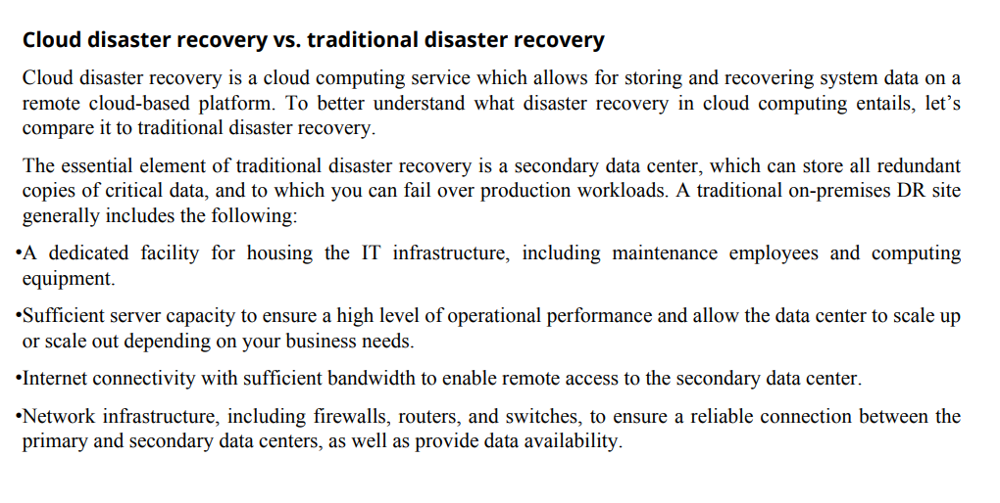 Cloud disaster recovery vs. traditional disaster recovery
Cloud disaster recovery is a cloud computing service which allows for storing and recovering system data on a
remote cloud-based platform. To better understand what disaster recovery in cloud computing entails, let’s
compare it to traditional disaster recovery.
The essential element of traditional disaster recovery is a secondary data center, which can store all redundant
copies of critical data, and to which you can fail over production workloads. A traditional on-premises DR site
generally includes the following:
•A dedicated facility for housing the IT infrastructure, including maintenance employees and computing
equipment.
•Sufficient server capacity to ensure a high level of operational performance and allow the data center to scale up
or scale out depending on your business needs.
•Internet connectivity with sufficient bandwidth to enable remote access to the secondary data center.
•Network infrastructure, including firewalls, routers, and switches, to ensure a reliable connection between the
primary and secondary data centers, as well as provide data availability.